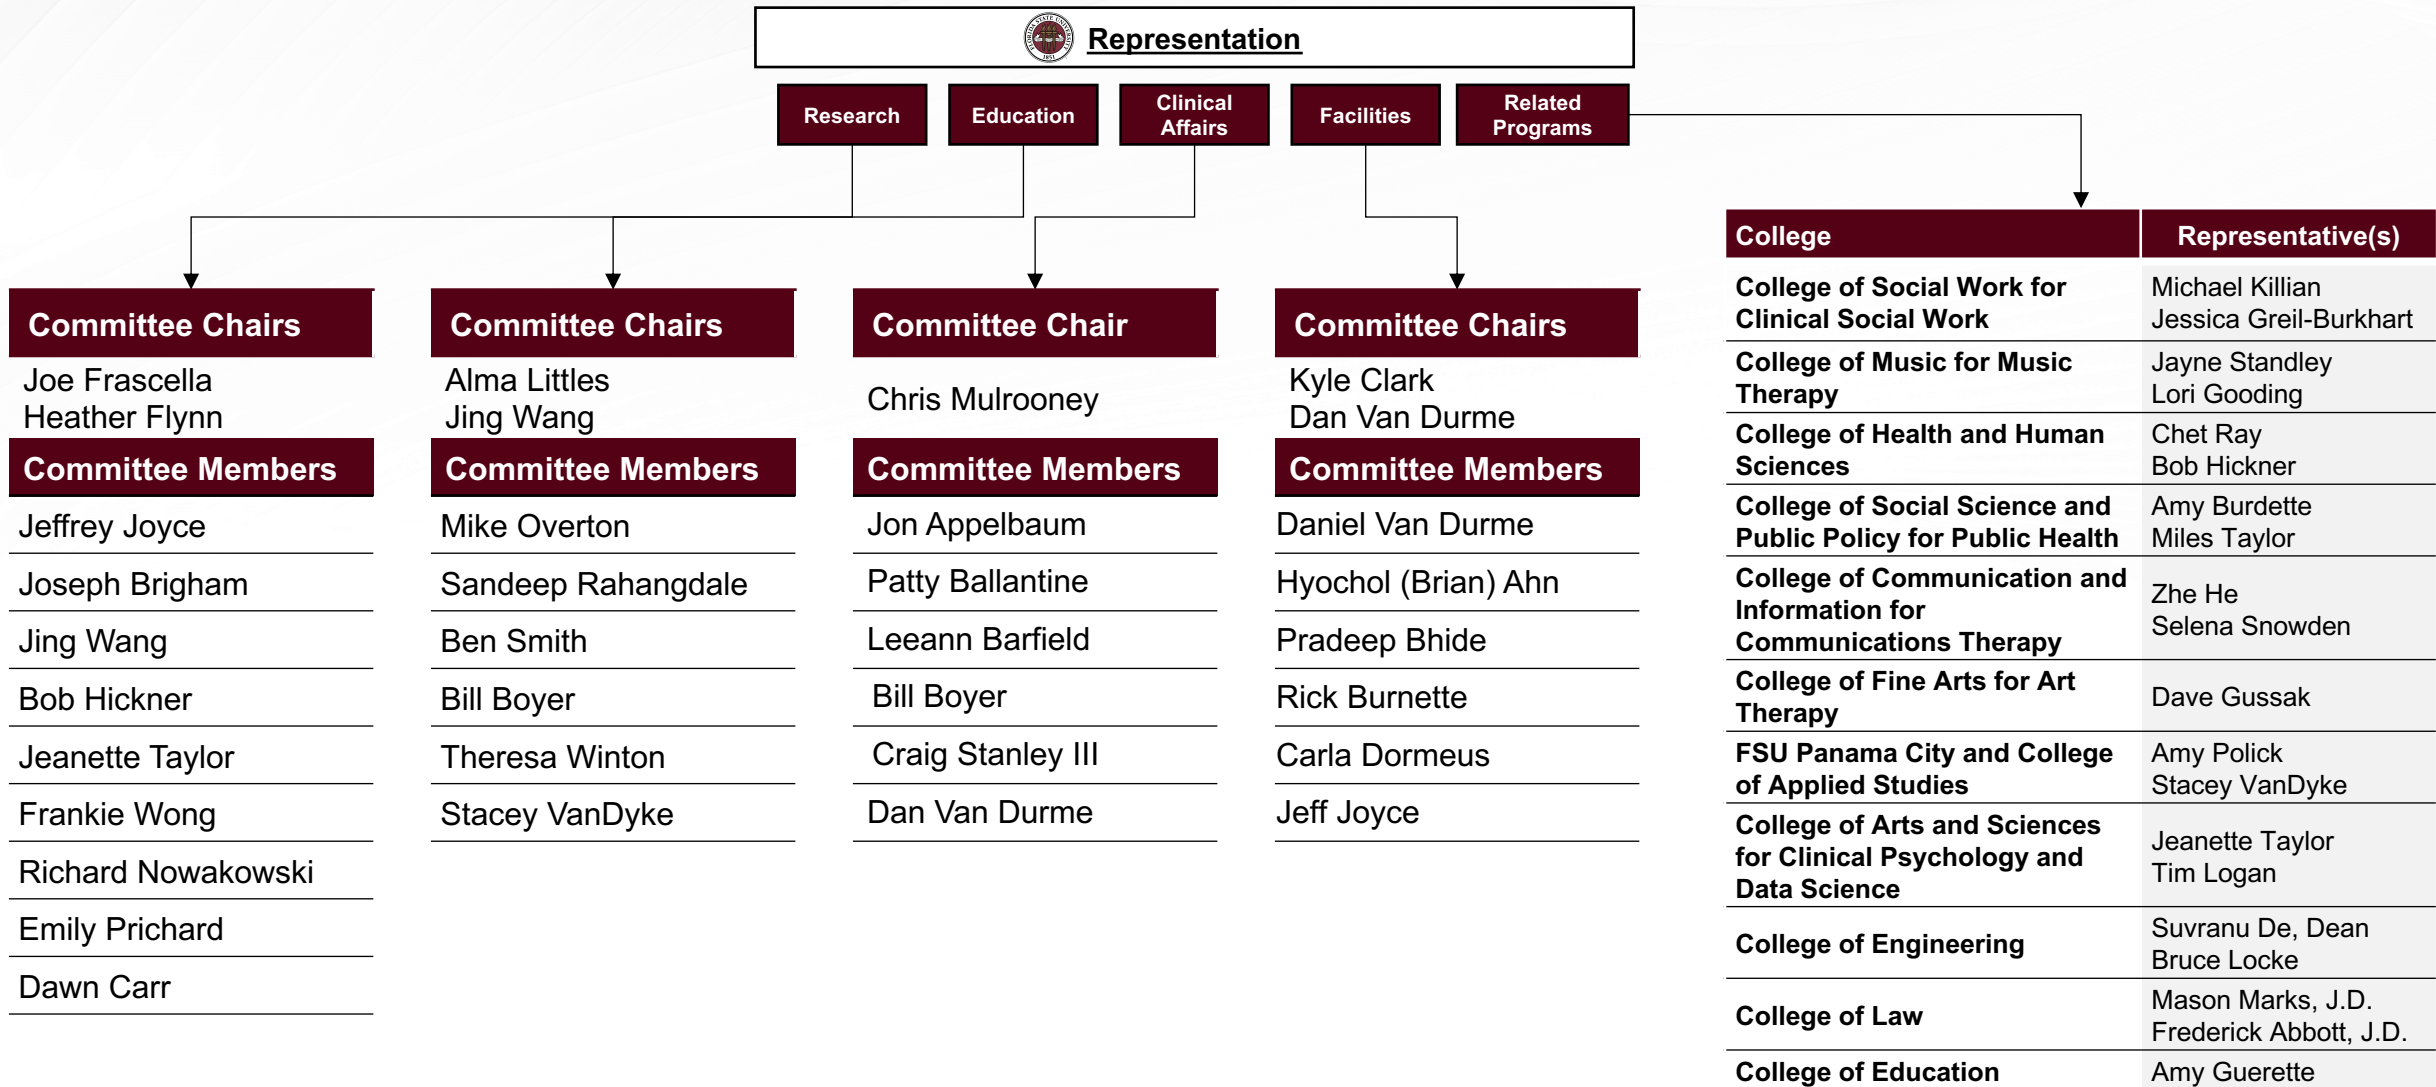 Representation
Research
Education
Clinical
Affairs
Facilities
Related
Programs
Committee Chairs
Joe Frascella
Heather Flynn
Committee Members
Jeffrey Joyce
Joseph Brigham
Jing Wang
Bob Hickner
Jeanette Taylor
Frankie Wong
Richard Nowakowski
Emily Prichard
Dawn Carr
Committee Chairs
Alma Littles
Jing Wang
Committee Members
Mike Overton
Sandeep Rahangdale
Ben Smith
Bill Boyer
Theresa Winton
Stacey VanDyke
Committee Chair
Chris Mulrooney
Committee Members
Jon Appelbaum
Patty Ballantine
Leeann Barfield
Bill Boyer
Craig Stanley III
Dan Van Durme
Committee Chairs
Kyle Clark
Dan Van Durme
Committee Members
Daniel Van Durme
Hyochol (Brian) Ahn
Pradeep Bhide
Rick Burnette
Carla Dormeus
Jeff Joyce
College
Representative(s)
College of Social Work for
Clinical Social Work
Michael Killian
Jessica Greil-Burkhart
College of Music for Music
Therapy
Jayne Standley
Lori Gooding
College of Health and Human
Sciences
Chet Ray
Bob Hickner
College of Social Science and
Public Policy for Public Health
Amy Burdette
Miles Taylor
College of Communication and
Information for
Communications Therapy
Zhe He
Selena Snowden
College of Fine Arts for Art
Therapy
Dave Gussak
FSU Panama City and College
of Applied Studies
Amy Polick
Stacey VanDyke
College of Arts and Sciences
for Clinical Psychology and
Data Science
Jeanette Taylor
Tim Logan
College of Engineering
Suvranu De, Dean
Bruce Locke
College of Law
Mason Marks, J.D.
Frederick Abbott, J.D.
College of Education
Amy Guerette